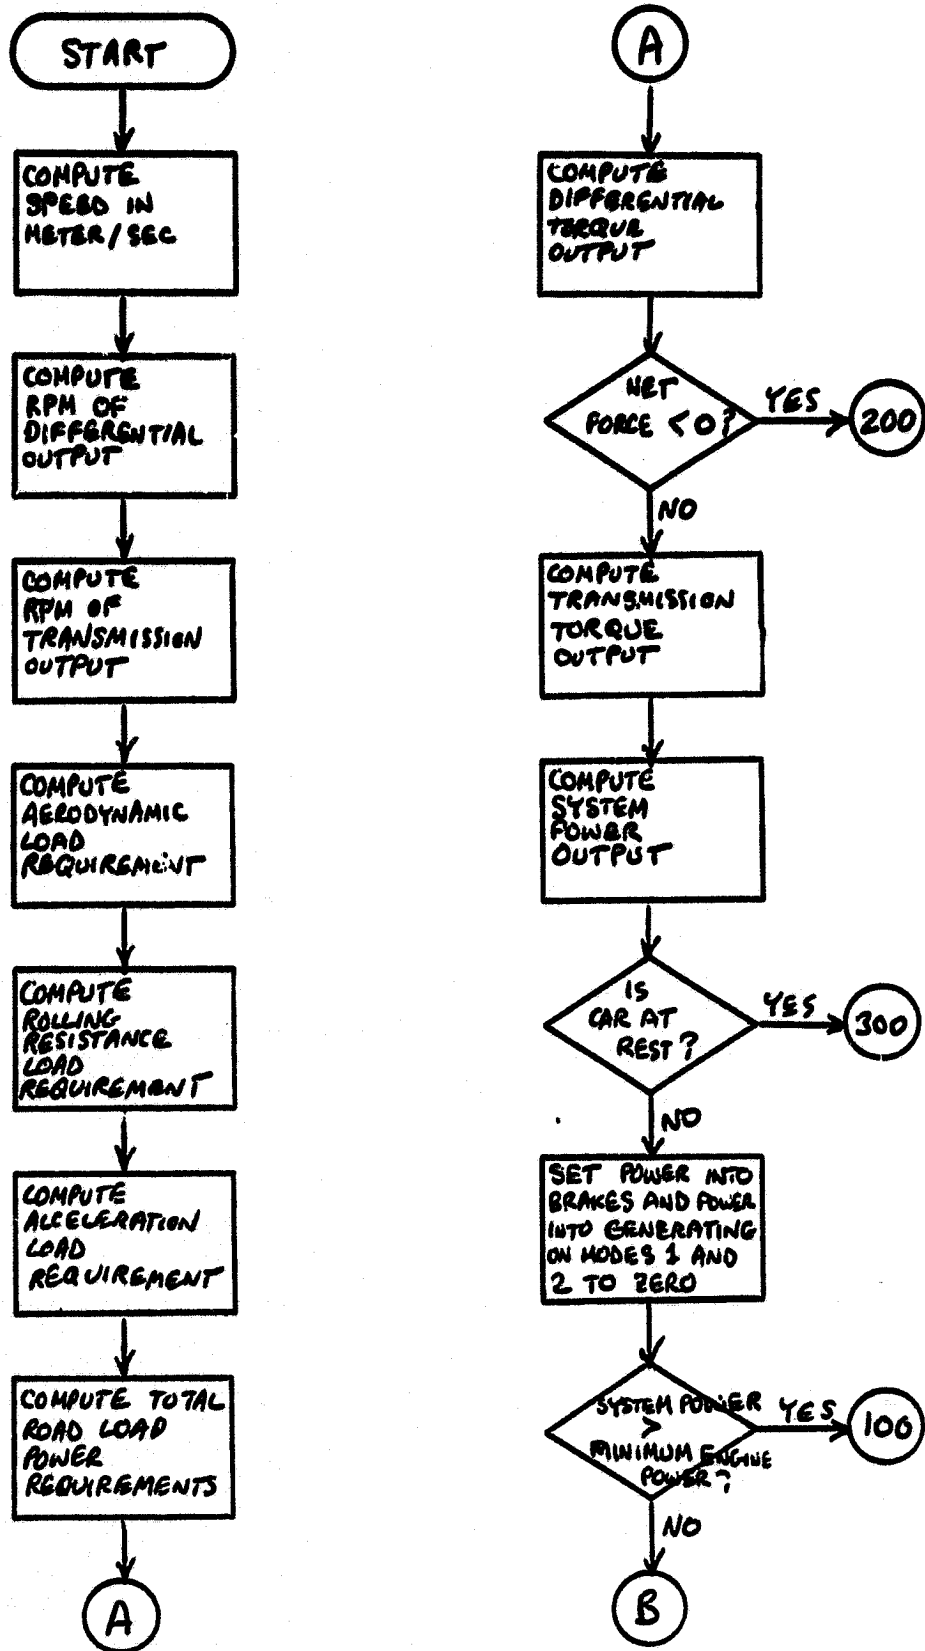 START
COMPUTE
SPEED IN
METER/SEC
COMPUTE
RPM OF
DIFFERENTIAL
OUTPUT
COMPUTE
RPM OF
TRANSMISSION
OUTPUT
COMPUTE
AERODYNAMIC
LOAD
REQUIREMENT
COMPUTE
ROLLING
RESISTANCE
LOAD
REQUIREMENT
COMPUTE
ACCELERATION
LOAD
REQUIREMENT
COMPUTE TOTAL
ROAD LOAD
POWER
REQUIREMENTS
A
A
COMPUTE
DIFFERENTIAL
TORQUE
OUTPUT
NET
FORCE < 0?
YES
200
NO
COMPUTE
TRANSMISSION
TORQUE
OUTPUT
COMPUTE
SYSTEM
POWER
OUTPUT
IS
CAR AT
REST?
YES
300
NO
SET POWER INTO
BRAKES AND POWER
INTO GENERATING
ON MODES 1 AND
2 TO ZERO
SYSTEM POWER
>
MINIMUM ENGINE
POWER?
YES
100
NO
B